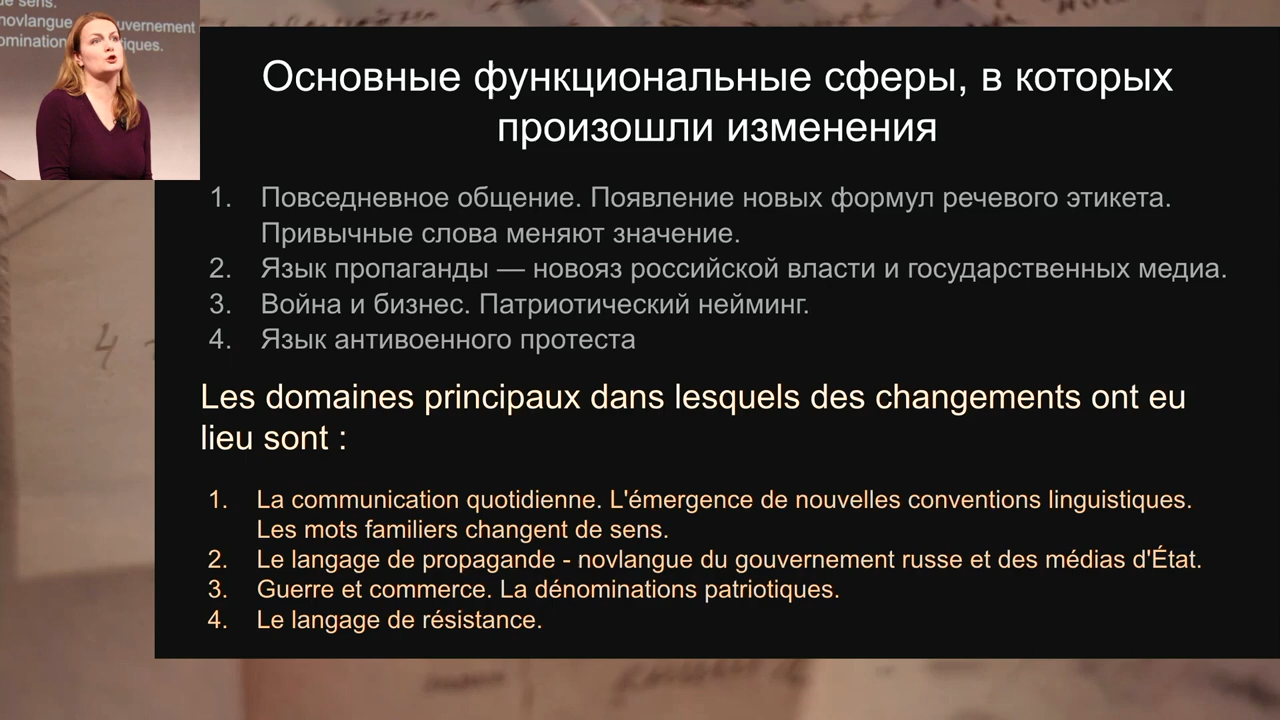 de sens.
novlangue uvernement
omination tiques.
Основные функциональные сферы, в которых
произошли изменения
1. Повседневное общение. Появление новых формул речевого этикета.
Привычные слова меняют значение.
2. Язык пропаганды — новояз российской власти и государственных медиа.
3. Война и бизнес. Патриотический нейминг.
4. Язык антивоенного протеста
Les domaines principaux dans lesquels des changements ont eu
lieu sont :
1. La communication quotidienne. L'émergence de nouvelles conventions linguistiques.
Les mots familiers changent de sens.
2. Le langage de propagande - novlangue du gouvernement russe et des médias d'État.
3. Guerre et commerce. La dénominations patriotiques.
4. Le langage de résistance.